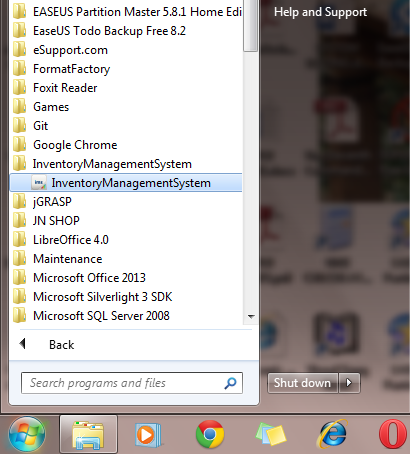 EASEUS Partition Master 5.8.1 Home Edi
Help and Support
EaseUS Todo Backup Free 8.2
eSupport.com
FormatFactory
Foxit Reader
Games
Git
Google Chrome
InventoryManagementSystem
InventoryManagementSystem
jGRASP
JN SHOP
LibreOffice 4.0
Maintenance
Microsoft Office 2013
Microsoft Silverlight 3 SDK
Microsoft SQL Server 2008
Back
Search programs and files
Shut down